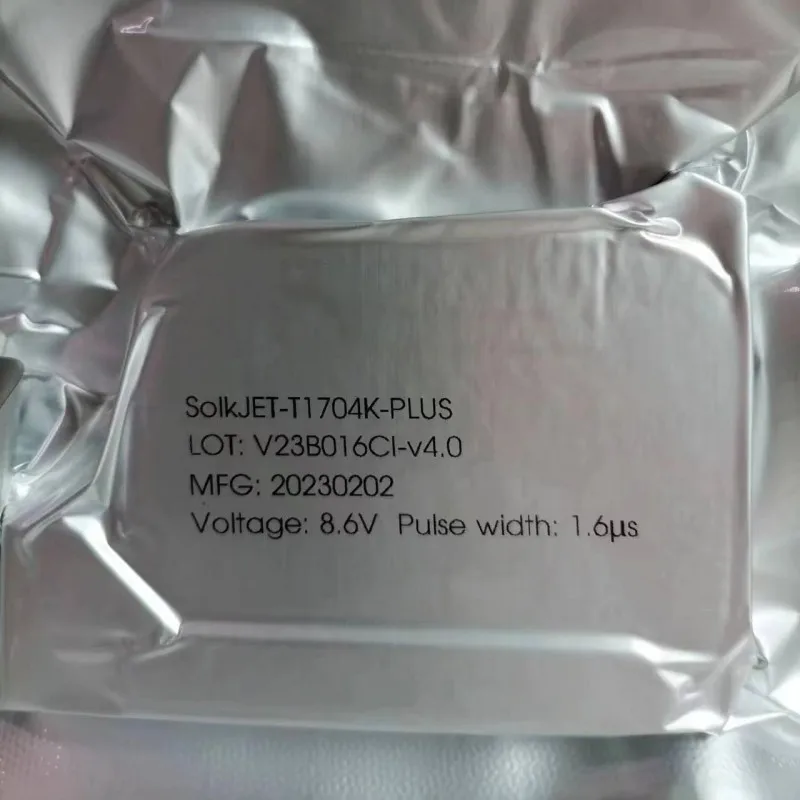 SolkJET-T1704K-PLUS
LOT: V23B016CI-v4.0
MFG: 20230202
Voltage: 8.6V Pulse width: 1.6µs